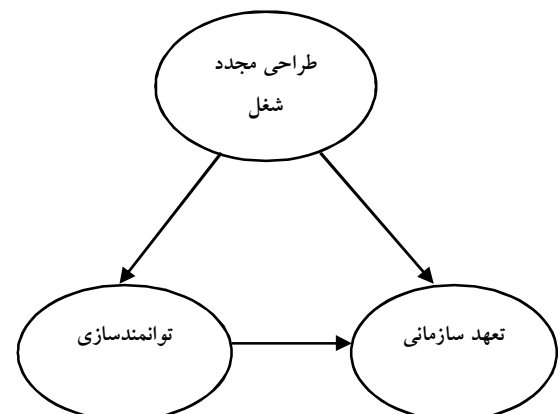 طراحی مجدد
شغل
تعهد سازمانی
توانمندسازی